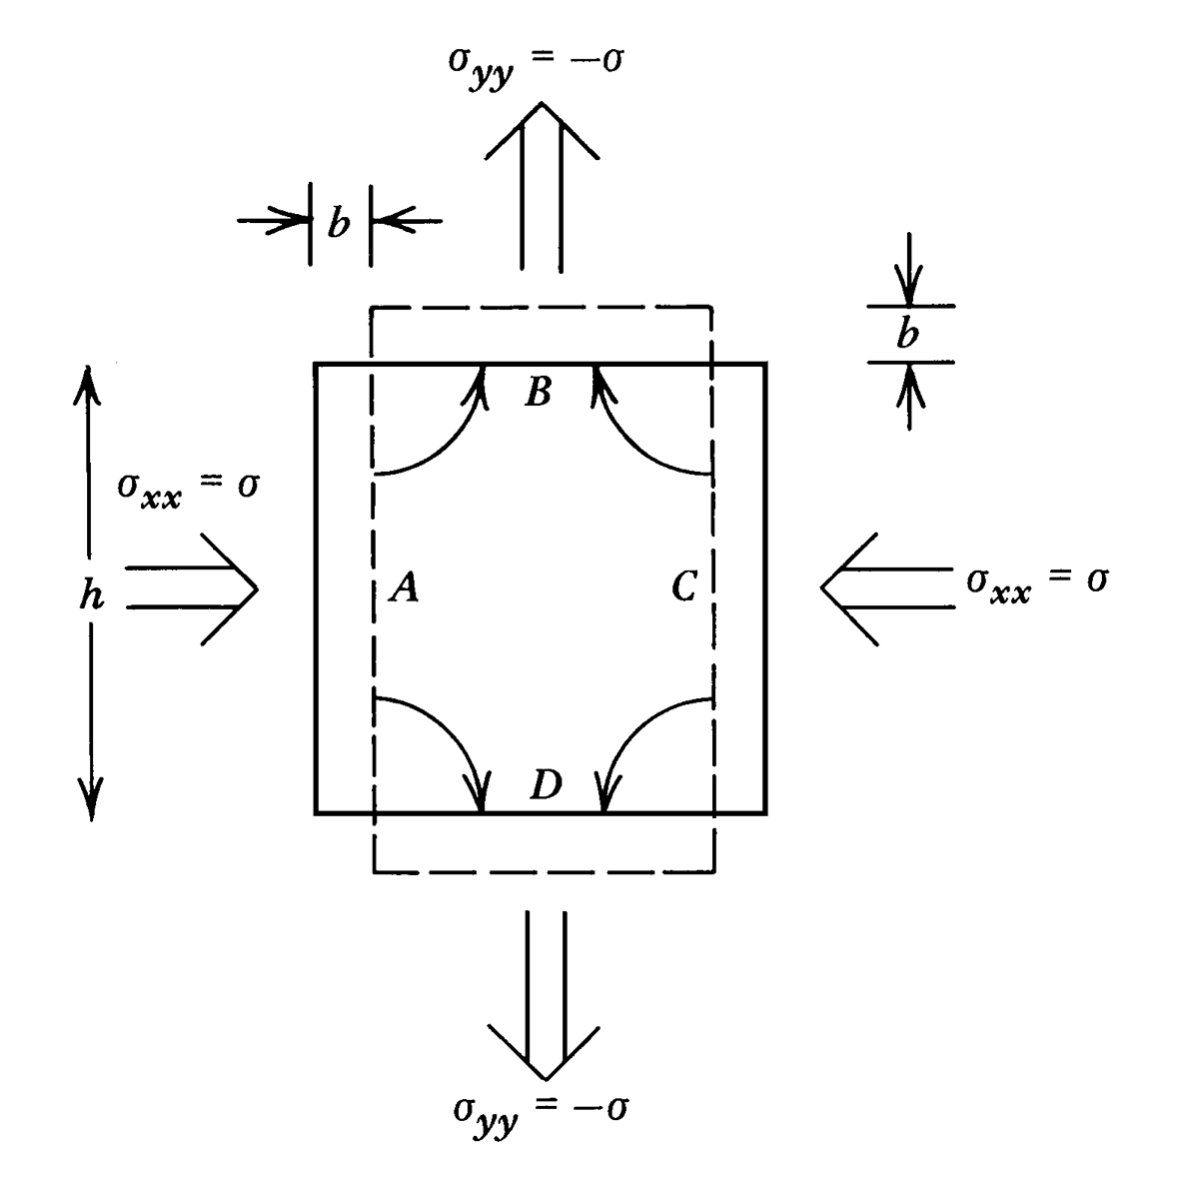 σyy = −σ
b
b
B
h
σxx = σ
A
C
σxx = σ
D
σyy = −σ